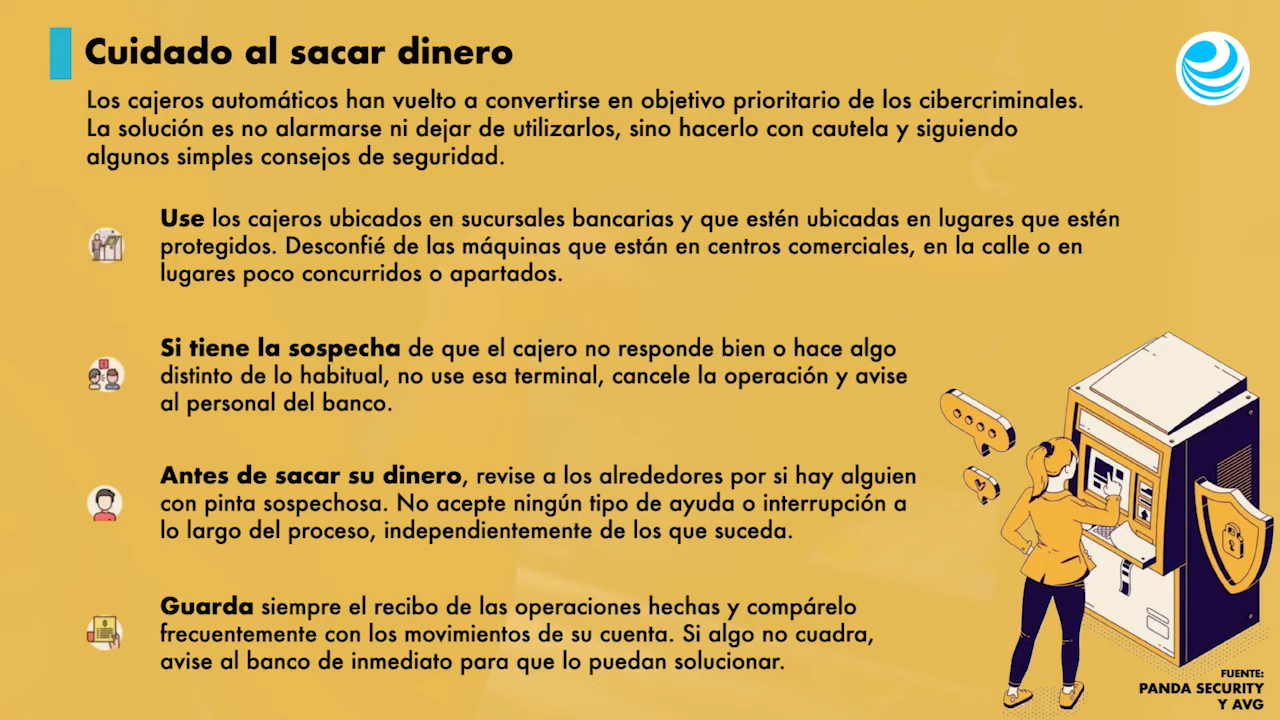 Cuidado al sacar dinero
Los cajeros automáticos han vuelto a convertirse en objetivo prioritario de los cibercriminales.
La solución es no alarmarse ni dejar de utilizarlos, sino hacerlo con cautela y siguiendo
algunos simples consejos de seguridad.
Use los cajeros ubicados en sucursales bancarias y que estén ubicadas en lugares que estén
protegidos. Desconfié de las máquinas que están en centros comerciales, en la calle o en
lugares poco concurridos o apartados.
Si tiene la sospecha de que el cajero no responde bien o hace algo
distinto de lo habitual, no use esa terminal, cancele la operación y avise
al personal del banco.
Antes de sacar su dinero, revise a los alrededores por si hay alguien
con pinta sospechosa. No acepte ningún tipo de ayuda o interrupción a
lo largo del proceso, independientemente de los que suceda.
Guarda siempre el recibo de las operaciones hechas y compárelo
frecuentemente con los movimientos de su cuenta. Si algo no cuadra,
avise al banco de inmediato para que lo puedan solucionar.
FUENTE:
PANDA SECURITY
Y AVG